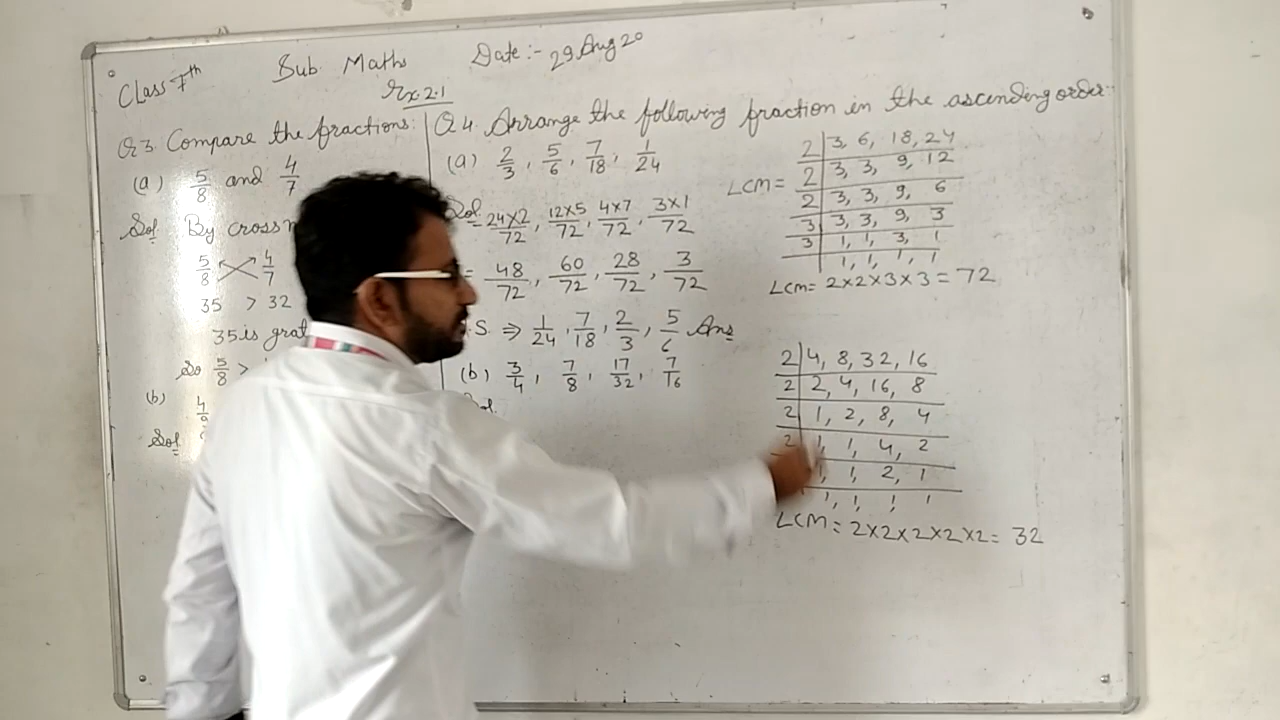 Class 7th Sub. Maths Date :- 29 Aug 20
Ex. 2.1
Q3. Compare the fractions:
(a) 5/8 and 4/7
Sol By cross
5/8 4/7
35 > 32
35 is
So 5/8 >
(b) 4/9
Sol
Q4. Arrange the following fraction in the ascending order:
(a) 2/3, 5/6, 7/18, 1/24
Sol.
= 24×2/72, 12×5/72, 4×7/72, 3×1/72
= 48/72, 60/72, 28/72, 3/72
S. ⇒ 1/24, 7/18, 2/3, 5/6 Ans
(b) 3/4, 7/8, 17/32, 7/16
Sol.
LCM =
2 | 3, 6, 18, 24
2 | 3, 3, 9, 12
2 | 3, 3, 9, 6
3 | 3, 3, 9, 3
3 | 1, 1, 3, 1
1, 1, 1, 1
LCM = 2×2×3×3 = 72
2 | 4, 8, 32, 16
2 | 2, 4, 16, 8
2 | 1, 2, 8, 4
2 | 1, 1, 4, 2
1, 1, 2, 1
1, 1, 1, 1
LCM = 2×2×2×2×2 = 32